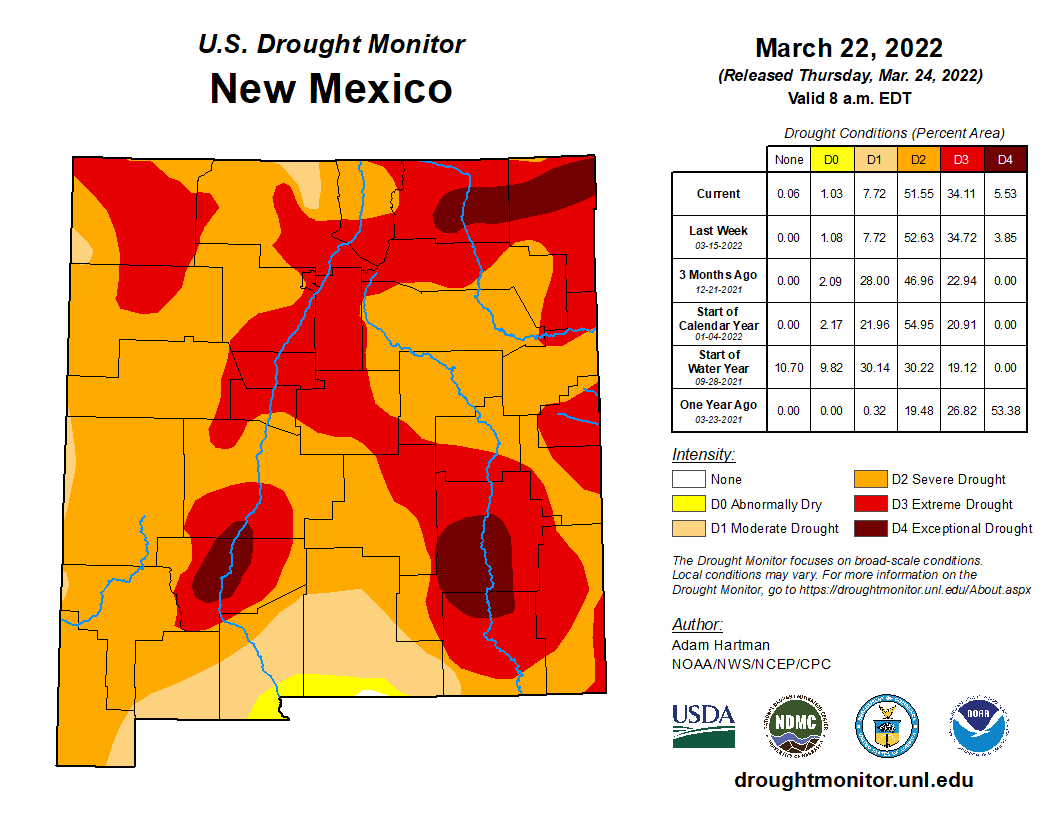 U.S. Drought Monitor
New Mexico
March 22, 2022
(Released Thursday, Mar. 24, 2022)
Valid 8 a.m. EDT
Drought Conditions (Percent Area)
None D0 D1 D2 D3 D4
Current 0.06 1.03 7.72 51.55 34.11 5.53
Last Week
03-15-2022 0.00 1.08 7.72 52.63 34.72 3.85
3 Months Ago
12-21-2021 0.00 2.09 28.00 46.96 22.94 0.00
Start of
Calendar Year
01-04-2022 0.00 2.17 21.96 54.95 20.91 0.00
Start of
Water Year
09-28-2021 10.70 9.82 30.14 30.22 19.12 0.00
One Year Ago
03-23-2021 0.00 0.00 0.32 19.48 26.82 53.38
Intensity:
None
D0 Abnormally Dry
D1 Moderate Drought
D2 Severe Drought
D3 Extreme Drought
D4 Exceptional Drought
The Drought Monitor focuses on broad-scale conditions.
Local conditions may vary. For more information on the
Drought Monitor, go to https://droughtmonitor.unl.edu/About.aspx
Author:
Adam Hartman
NOAA/NWS/NCEP/CPC
USDA
NDMC
NOAA
droughtmonitor.unl.edu